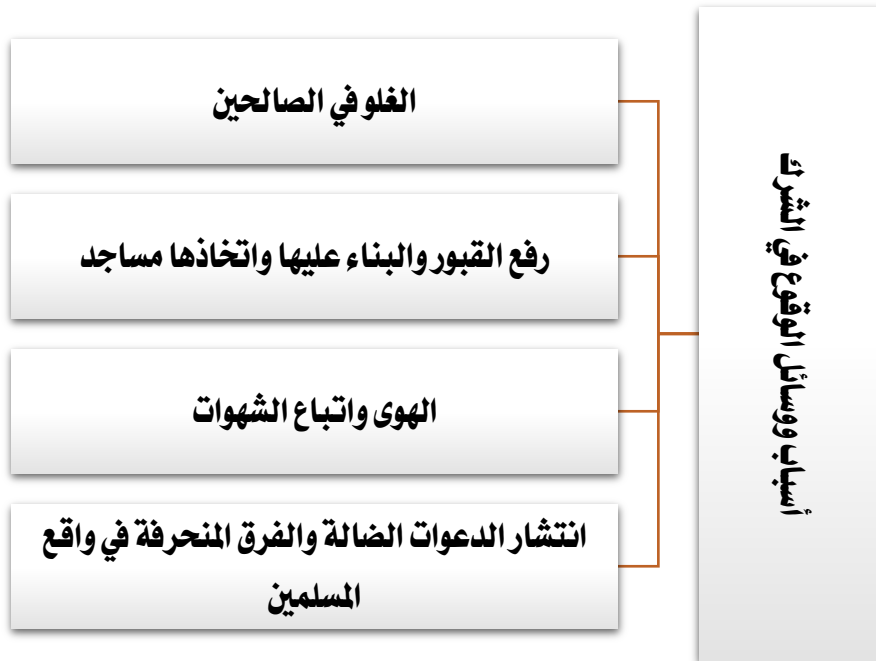 أسباب ووسائل الوقوع في الشرك
الغلو في الصالحين
رفع القبور والبناء عليها واتخاذها مساجد
الهوى واتباع الشهوات
انتشار الدعوات الضالة والفرق المنحرفة في واقع
المسلمين